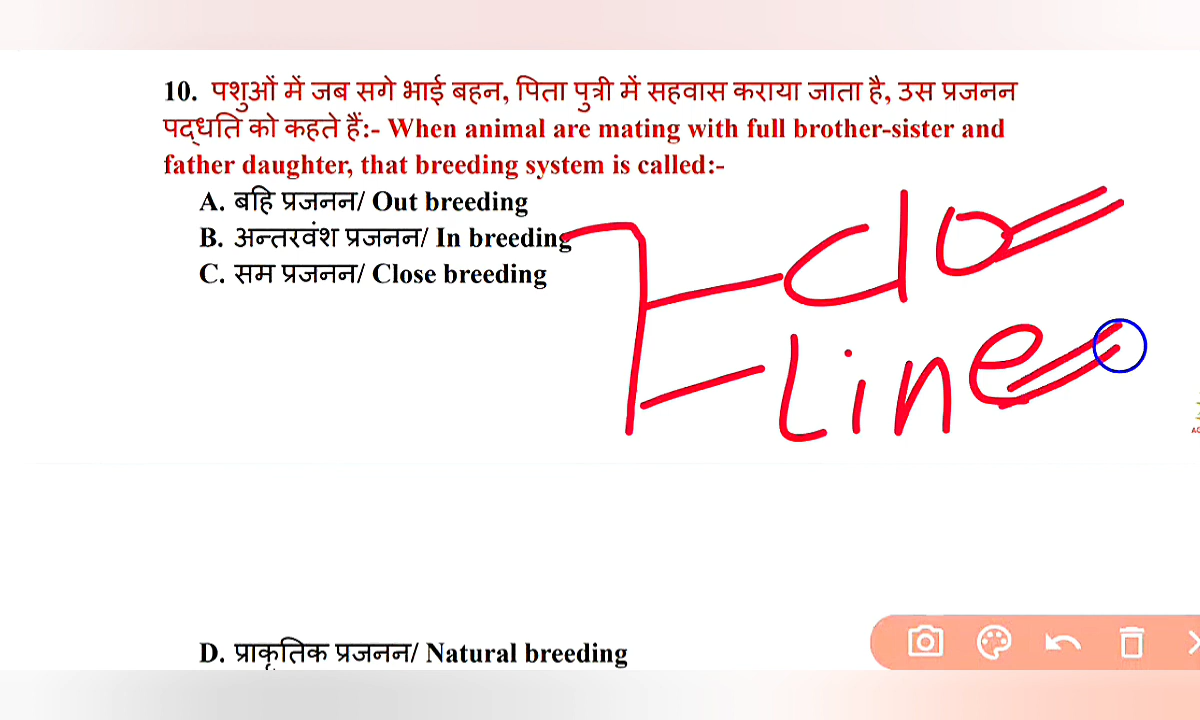 10. पशुओं में जब सगे भाई बहन, पिता पुत्री में सहवास कराया जाता है, उस प्रजनन
पद्धति को कहते हैं:- When animal are mating with full brother-sister and
father daughter, that breeding system is called:-
A. बहि प्रजनन/ Out breeding
B. अन्तरवंश प्रजनन/ In breeding
C. सम प्रजनन/ Close breeding
clo
Line
D. प्राकृतिक प्रजनन/ Natural breeding